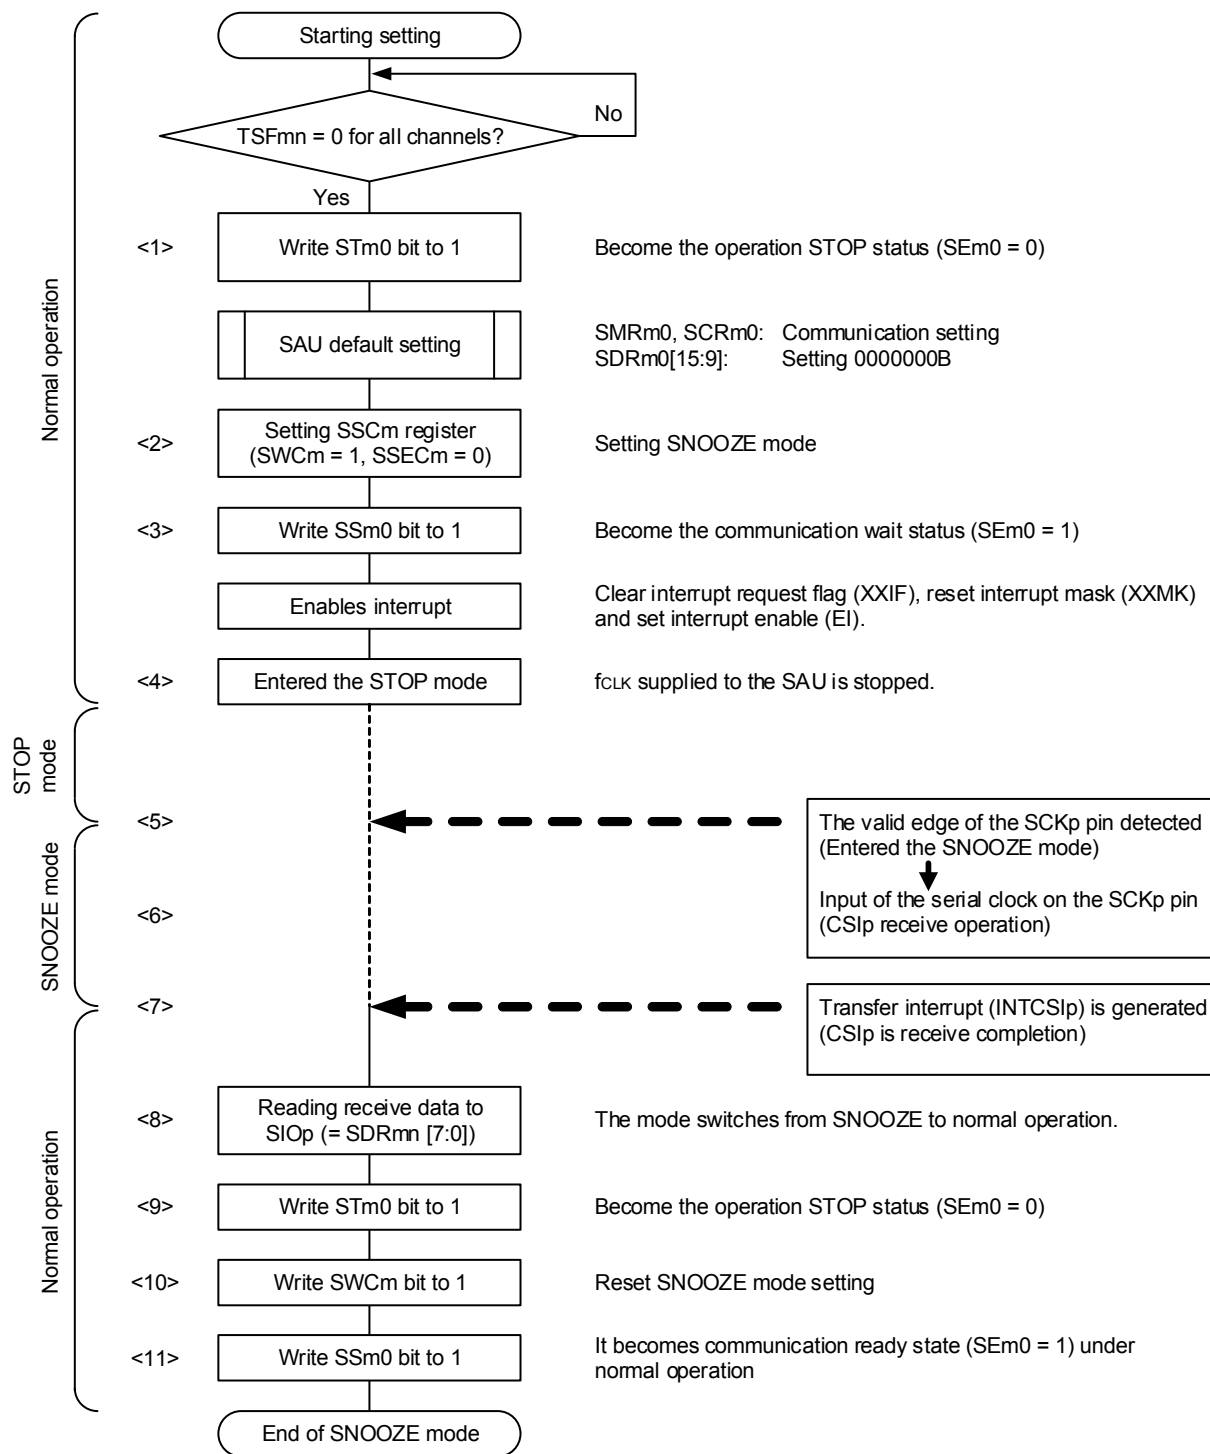 Starting setting
No
TSFmn = 0 for all channels?
Yes
Normal operation
<1>
Write STm0 bit to 1
Become the operation STOP status (SEm0 = 0)
SAU default setting
SMRm0, SCRm0: Communication setting
SDRm0[15:9]: Setting 0000000B
<2>
Setting SSCm register
(SWCm = 1, SSECm = 0)
Setting SNOOZE mode
<3>
Write SSm0 bit to 1
Become the communication wait status (SEm0 = 1)
Enables interrupt
Clear interrupt request flag (XXIF), reset interrupt mask (XXMK)
and set interrupt enable (EI).
<4>
Entered the STOP mode
fCLK supplied to the SAU is stopped.
STOP
mode
<5>
The valid edge of the SCKp pin detected
(Entered the SNOOZE mode)
SNOOZE mode
<6>
Input of the serial clock on the SCKp pin
(CSIp receive operation)
<7>
Transfer interrupt (INTCSIp) is generated
(CSIp is receive completion)
Normal operation
<8>
Reading receive data to
SIOp (= SDRmn [7:0])
The mode switches from SNOOZE to normal operation.
<9>
Write STm0 bit to 1
Become the operation STOP status (SEm0 = 0)
<10>
Write SWCm bit to 1
Reset SNOOZE mode setting
<11>
Write SSm0 bit to 1
It becomes communication ready state (SEm0 = 1) under
normal operation
End of SNOOZE mode